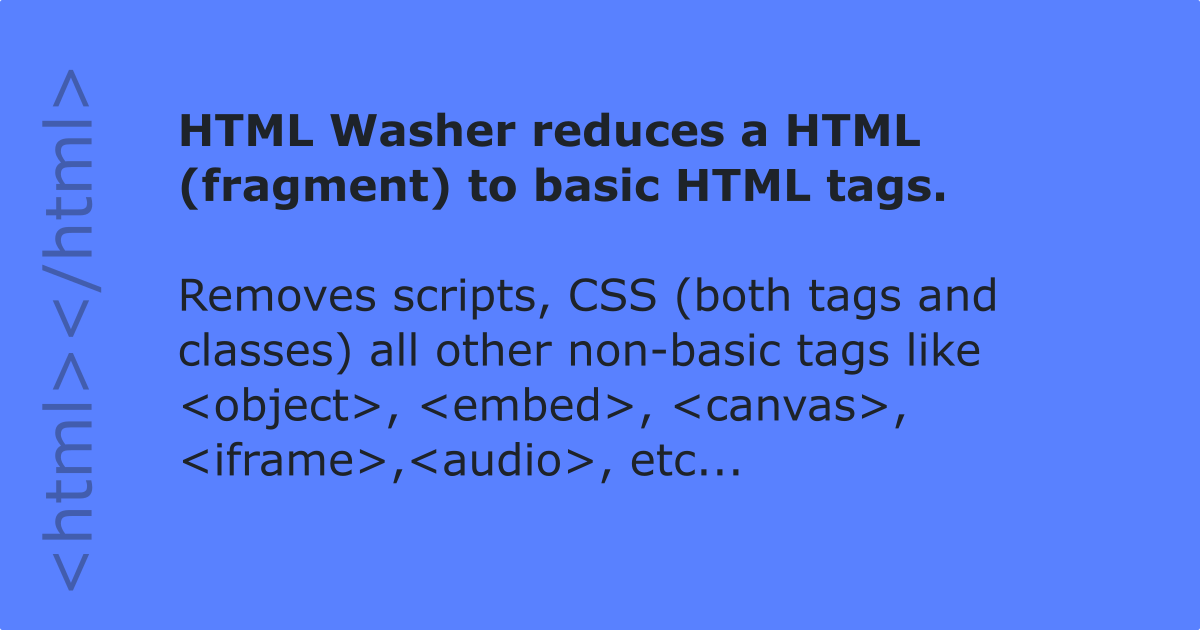 <html></html>
HTML Washer reduces a HTML
(fragment) to basic HTML tags.
Removes scripts, CSS (both tags and
classes) all other non-basic tags like
<object>, <embed>, <canvas>,
<iframe>,<audio>, etc...